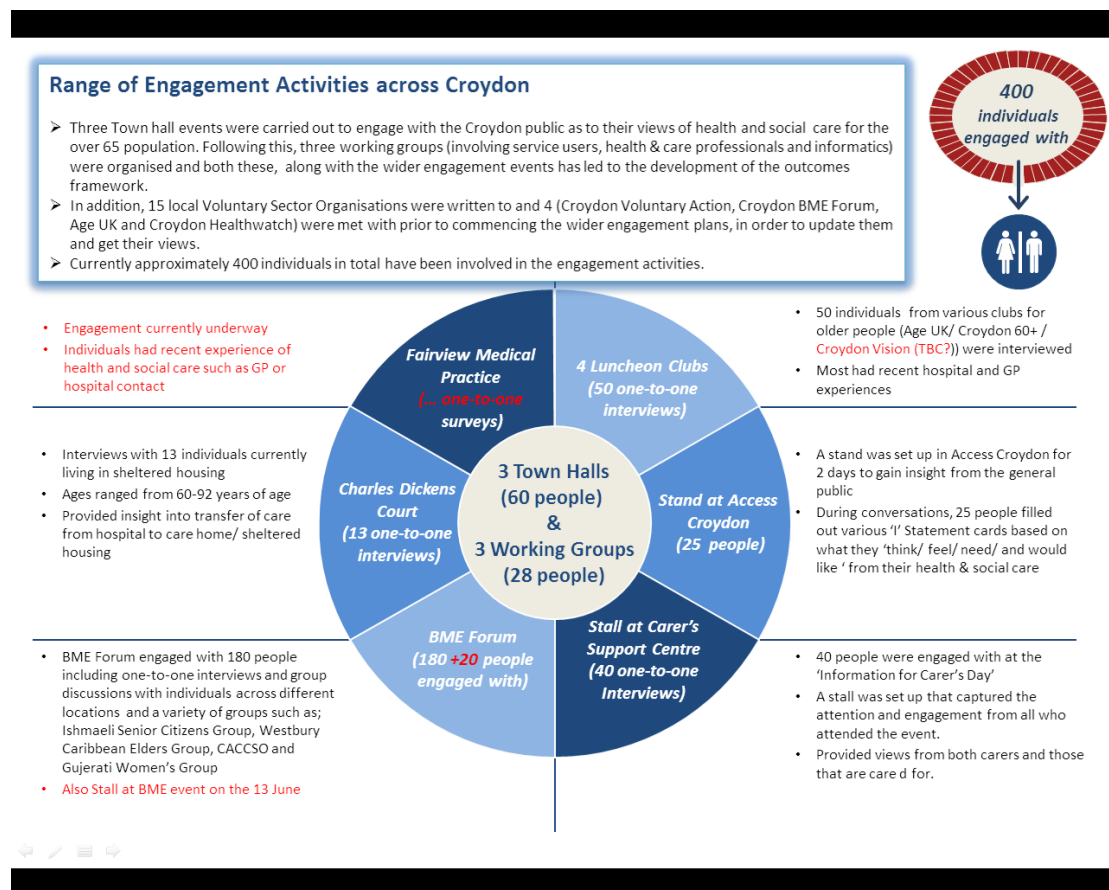 Range of Engagement Activities across Croydon
➢ Three Town hall events were carried out to engage with the Croydon public as to their views of health and social care for the
over 65 population. Following this, three working groups (involving service users, health & care professionals and informatics)
were organised and both these, along with the wider engagement events has led to the development of the outcomes
framework.
➢ In addition, 15 local Voluntary Sector Organisations were written to and 4 (Croydon Voluntary Action, Croydon BME Forum,
Age UK and Croydon Healthwatch) were met with prior to commencing the wider engagement plans, in order to update them
and get their views.
➢ Currently approximately 400 individuals in total have been involved in the engagement activities.
400
individuals
engaged with
• Engagement currently underway
• Individuals had recent experience of
health and social care such as GP or
hospital contact
Fairview Medical
Practice
(... one-to-one
surveys)
4 Luncheon Clubs
(50 one-to-one
interviews)
• 50 individuals from various clubs for
older people (Age UK/ Croydon 60+ /
Croydon Vision (TBC?)) were interviewed
• Most had recent hospital and GP
experiences
• Interviews with 13 individuals currently
living in sheltered housing
• Ages ranged from 60-92 years of age
• Provided insight into transfer of care
from hospital to care home/ sheltered
housing
Charles Dickens
Court
(13 one-to-one
interviews)
3 Town Halls
(60 people)
&
3 Working Groups
(28 people)
Stand at Access
Croydon
(25 people)
• A stand was set up in Access Croydon for
2 days to gain insight from the general
public
• During conversations, 25 people filled
out various ‘I’ Statement cards based on
what they ‘think/ feel/ need/ and would
like ‘ from their health & social care
• BME Forum engaged with 180 people
including one-to-one interviews and group
discussions with individuals across different
locations and a variety of groups such as;
Ishmaeli Senior Citizens Group, Westbury
Caribbean Elders Group, CACCSO and
Gujerati Women’s Group
• Also Stall at BME event on the 13 June
BME Forum
(180 +20 people
engaged with)
Stall at Carer’s
Support Centre
(40 one-to-one
Interviews)
• 40 people were engaged with at the
‘Information for Carer’s Day’
• A stall was set up that captured the
attention and engagement from all who
attended the event.
• Provided views from both carers and those
that are care d for.